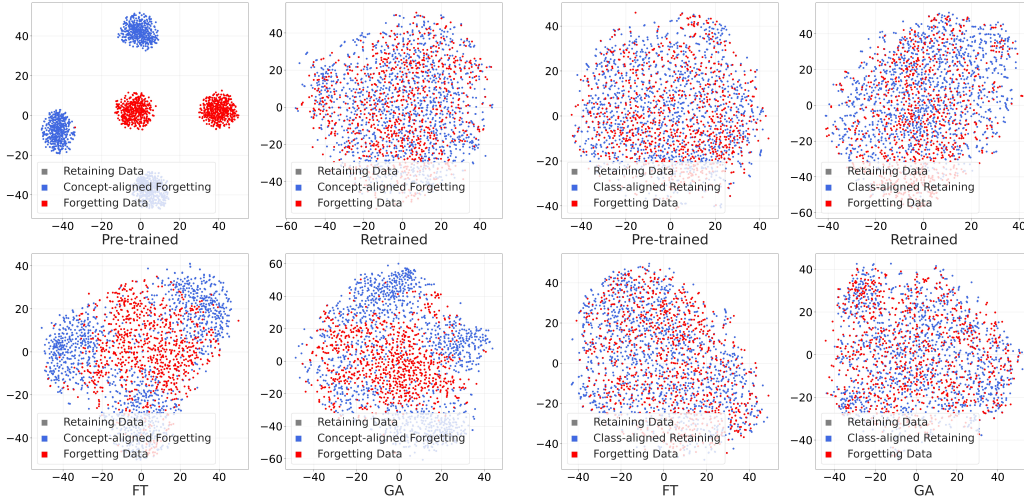 40
20
0
−20
−40
Retaining Data
Concept-aligned Forgetting
Forgetting Data
−40 −20 0 20 40
Pre-trained
40
20
0
−20
−40
Retaining Data
Concept-aligned Forgetting
Forgetting Data
−60 −40 −20 0 20 40
Retrained
40
20
0
−20
−40
Retaining Data
Class-aligned Retaining
Forgetting Data
−40 −20 0 20 40
Pre-trained
40
20
0
−20
−40
−60
Retaining Data
Class-aligned Retaining
Forgetting Data
−40 −20 0 20 40
Retrained
40
20
0
−20
−40
Retaining Data
Concept-aligned Forgetting
Forgetting Data
−40 −20 0 20 40
FT
60
40
20
0
−20
−40
−60
Retaining Data
Concept-aligned Forgetting
Forgetting Data
−40 −20 0 20 40
GA
40
20
0
−20
−40
Retaining Data
Class-aligned Retaining
Forgetting Data
−40 −20 0 20 40
FT
40
20
0
−20
−40
Retaining Data
Class-aligned Retaining
Forgetting Data
−40 −20 0 20 40
GA